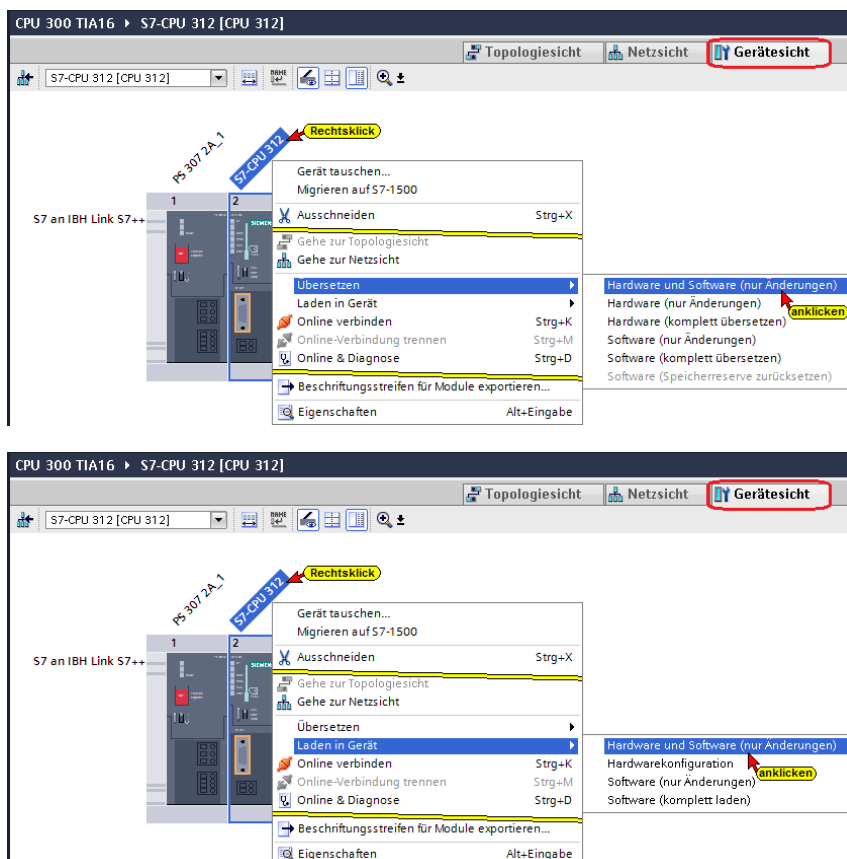 CPU 300 TIA16 ▸ S7-CPU 312 [CPU 312]
Topologiesicht Netzsicht Gerätesicht
S7-CPU 312 [CPU 312]
PS 307 2A_1
S7-CPU 312
Rechtsklick
1 2
S7 an IBH Link S7++
SIEMEN
Gerät tauschen...
Migrieren auf S7-1500
Ausschneiden Strg+X
Gehe zur Topologiesicht
Gehe zur Netzsicht
Übersetzen
Laden in Gerät
Online verbinden Strg+K
Online-Verbindung trennen Strg+M
Online & Diagnose Strg+D
Beschriftungsstreifen für Module exportieren...
Eigenschaften Alt+Eingabe
Hardware und Software (nur Änderungen)
Hardware (nur Änderungen)
anklicken
Hardware (komplett übersetzen)
Software (nur Änderungen)
Software (komplett übersetzen)
Software (Speicherreserve zurücksetzen)
CPU 300 TIA16 ▸ S7-CPU 312 [CPU 312]
Topologiesicht Netzsicht Gerätesicht
S7-CPU 312 [CPU 312]
PS 307 2A_1
S7-CPU 312
Rechtsklick
1 2
S7 an IBH Link S7++
SIEMEN
Gerät tauschen...
Migrieren auf S7-1500
Ausschneiden Strg+X
Gehe zur Topologiesicht
Gehe zur Netzsicht
Übersetzen
Laden in Gerät
Online verbinden Strg+K
Online-Verbindung trennen Strg+M
Online & Diagnose Strg+D
Beschriftungsstreifen für Module exportieren...
Eigenschaften Alt+Eingabe
Hardware und Software (nur Änderungen)
Hardwarekonfiguration
anklicken
Software (nur Änderungen)
Software (komplett laden)